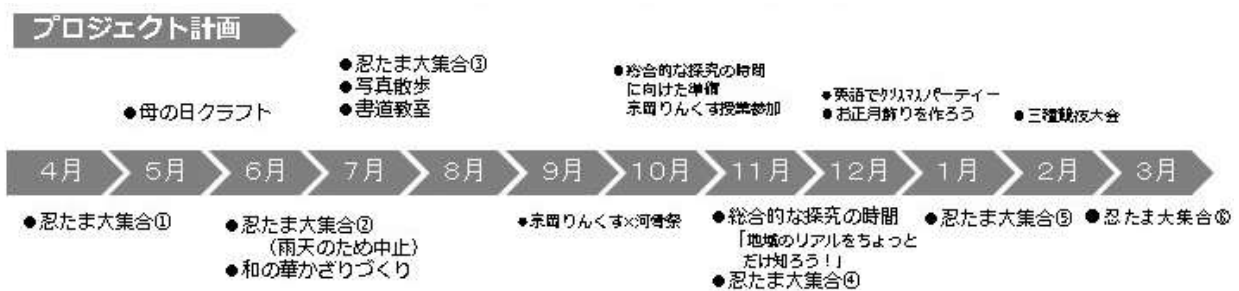 プロジェクト計画
●忍たま大集合③
●写真散歩
●書道教室
●母の日クラフト
●総合的な探究の時間
に向けた準備
宗岡りんくす授業参加
●英語でクリスマスパーティー
●お正月飾りを作ろう
●三種競技大会
4月 5月 6月 7月 8月 9月 10月 11月 12月 1月 2月 3月
●忍たま大集合①
●忍たま大集合②
(雨天のため中止)
●和の華かざりづくり
●宗岡りんくす×河骨祭
●総合的な探究の時間
「地域のリアルをちょっと
だけ知ろう！」
●忍たま大集合④
●忍たま大集合⑤
●忍たま大集合⑥